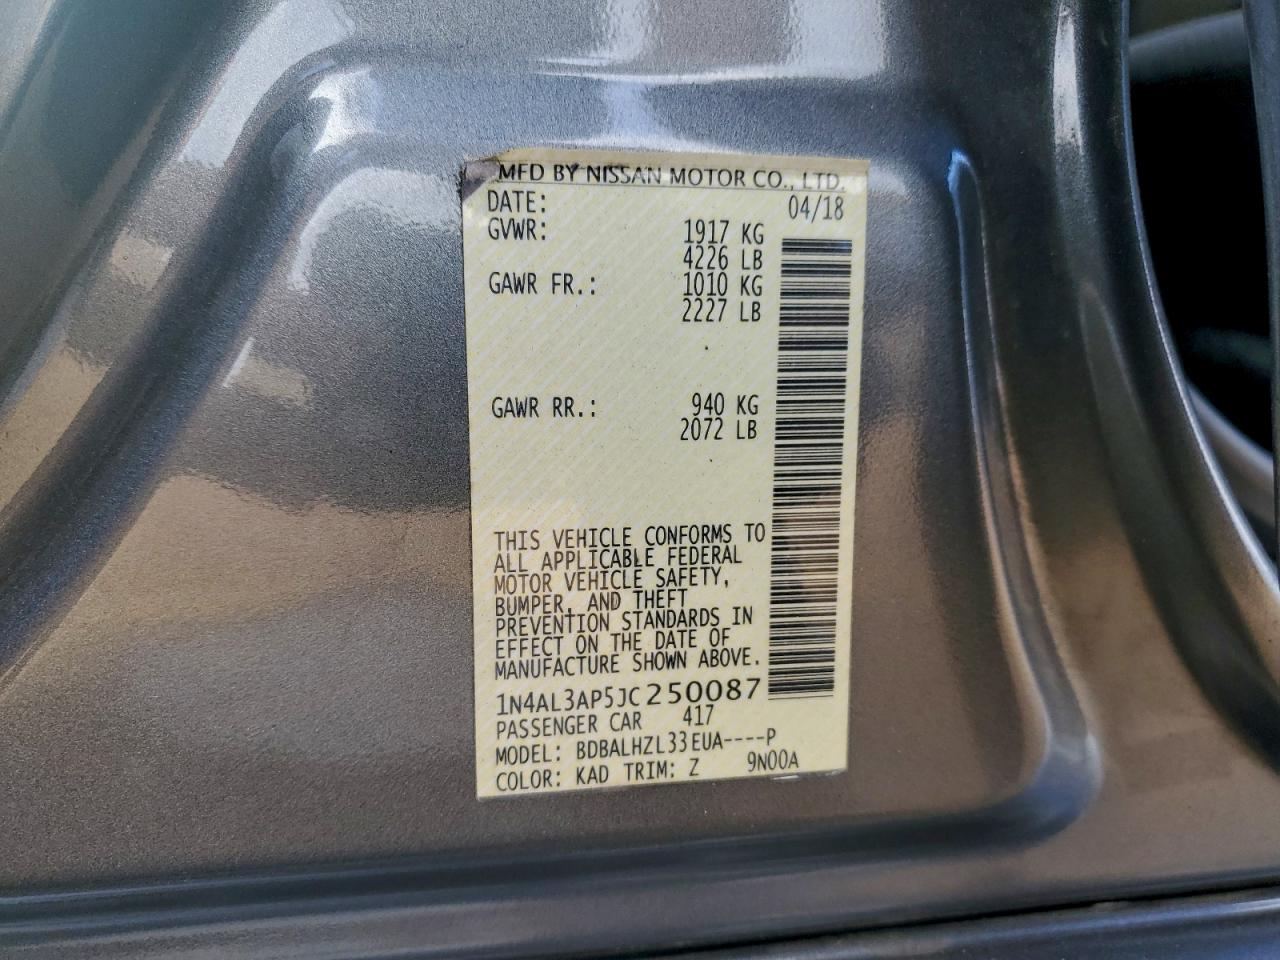 MFD BY NISSAN MOTOR CO., LTD.
DATE: 04/18
GVWR: 1917 KG
4226 LB
GAWR FR.: 1010 KG
2227 LB
GAWR RR.: 940 KG
2072 LB
THIS VEHICLE CONFORMS TO
ALL APPLICABLE FEDERAL
MOTOR VEHICLE SAFETY,
BUMPER, AND THEFT
PREVENTION STANDARDS IN
EFFECT ON THE DATE OF
MANUFACTURE SHOWN ABOVE.
1N4AL3AP5JC250087
PASSENGER CAR 417
MODEL: BDBALHZL33EUA----P
COLOR: KAD TRIM: Z 9N00A